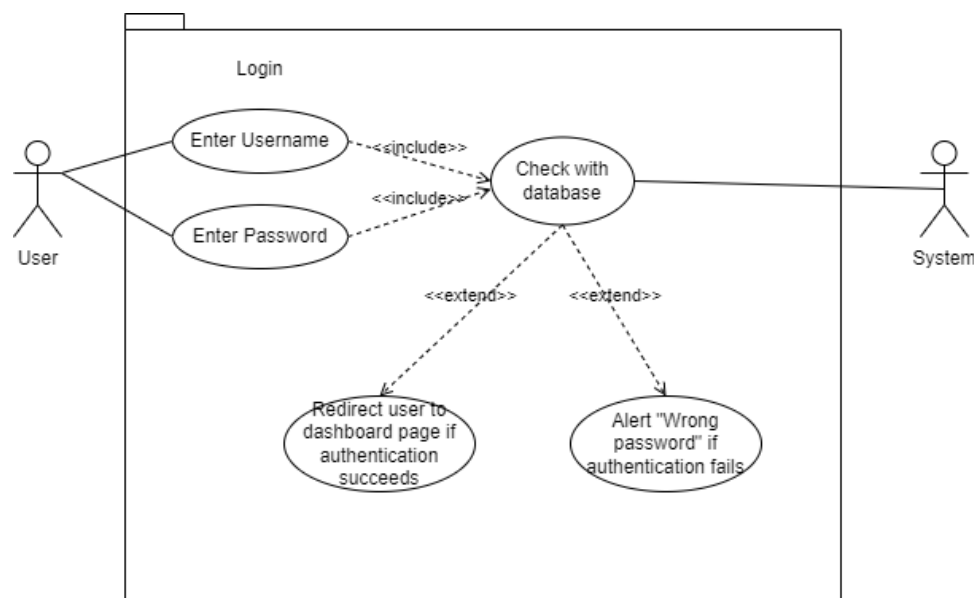 Login
Enter Username
<<include>>
Check with
database
<<include>>
Enter Password
User
System
<<extend>>
<<extend>>
Redirect user to
dashboard page if
authentication
succeeds
Alert "Wrong
password" if
authentication fails